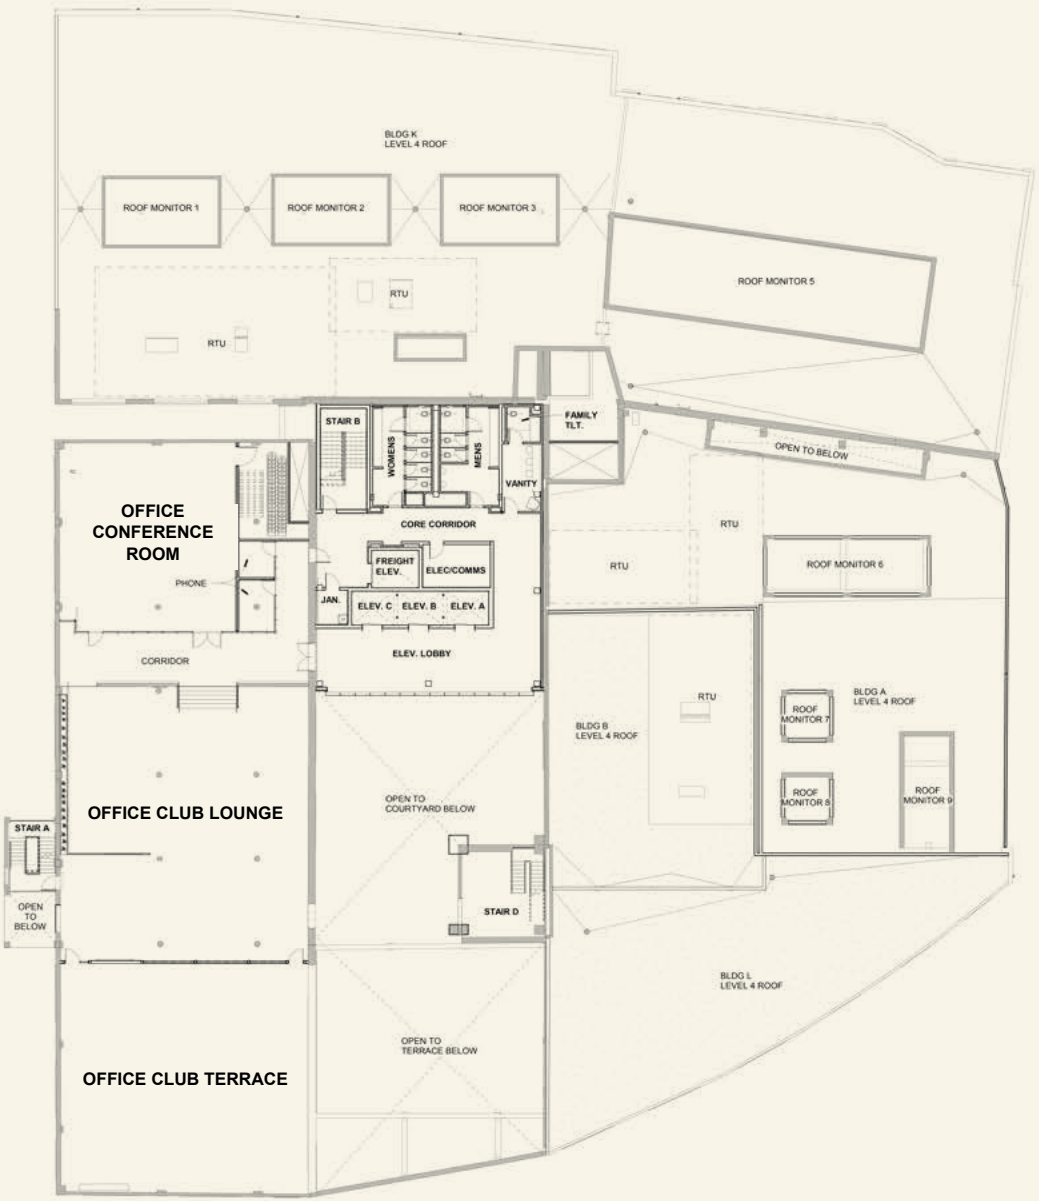 BLDG K
LEVEL 4 ROOF
ROOF MONITOR 1
ROOF MONITOR 2
ROOF MONITOR 3
ROOF MONITOR 5
RTU
RTU
STAIR B
WOMENS
MENS
FAMILY
TLT.
VANITY
OPEN TO BELOW
OFFICE
CONFERENCE
ROOM
PHONE
CORE CORRIDOR
FREIGHT
ELEV.
ELEC/COMMS
JAN.
ELEV. C
ELEV. B
ELEV. A
ELEV. LOBBY
CORRIDOR
RTU
RTU
ROOF MONITOR 6
RTU
BLDG B
LEVEL 4 ROOF
BLDG A
LEVEL 4 ROOF
ROOF
MONITOR 7
ROOF
MONITOR 8
ROOF
MONITOR 9
OFFICE CLUB LOUNGE
OPEN TO
COURTYARD BELOW
STAIR A
OPEN
TO
BELOW
STAIR D
BLDG L
LEVEL 4 ROOF
OPEN TO
TERRACE BELOW
OFFICE CLUB TERRACE